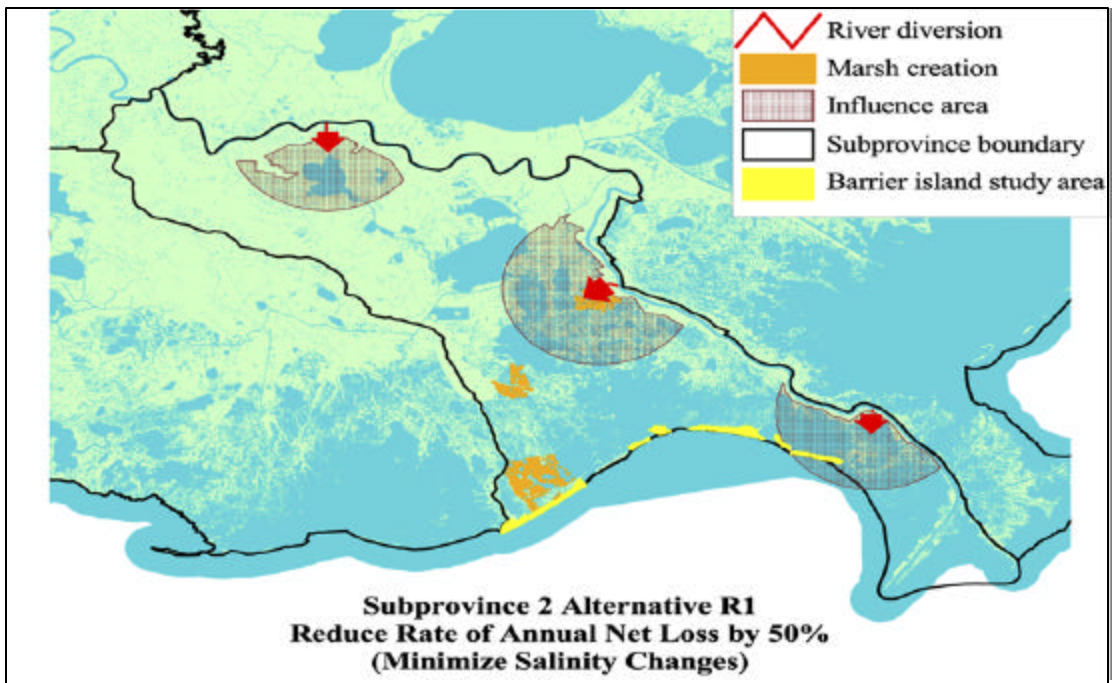 River diversion
Marsh creation
Influence area
Subprovince boundary
Barrier island study area
Subprovince 2 Alternative R1
Reduce Rate of Annual Net Loss by 50%
(Minimize Salinity Changes)